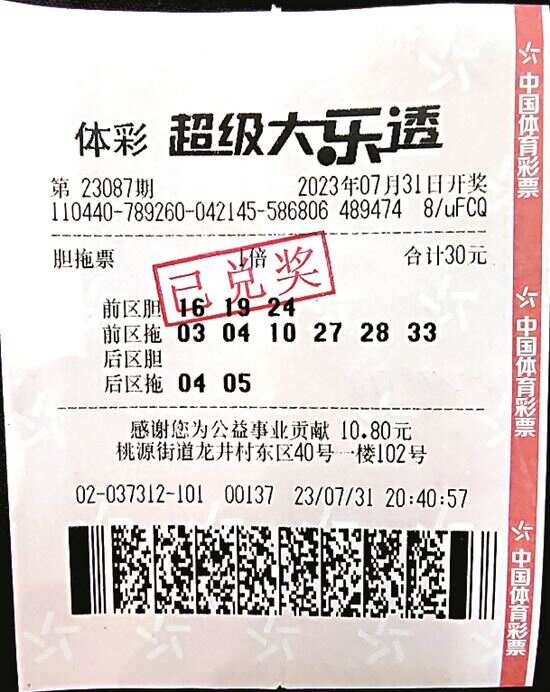 体彩 超级大乐透
第 23087期 2023年07月31日开奖
110440-789260-042145-586806 489474 8/uFCQ
胆拖票 1倍 合计30元
已兑奖
前区胆 16 19 24
前区拖 03 04 10 27 28 33
后区胆
后区拖 04 05
感谢您为公益事业贡献 10.80元
桃源街道龙井村东区40号一楼102号
02-037312-101 00137 23/07/31 20:40:57
中国体育彩票
中国体育彩票
中国体育彩票